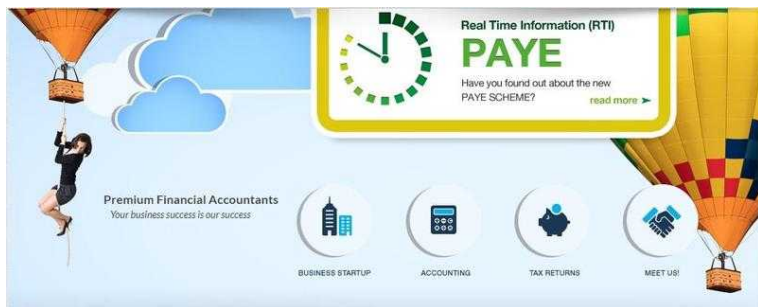 Real Time Information (RTI)
PAYE
Have you found out about the new
PAYE SCHEME?
read more
Premium Financial Accountants
Your business success is our success
BUSINESS STARTUP
ACCOUNTING
TAX RETURNS
MEET US!